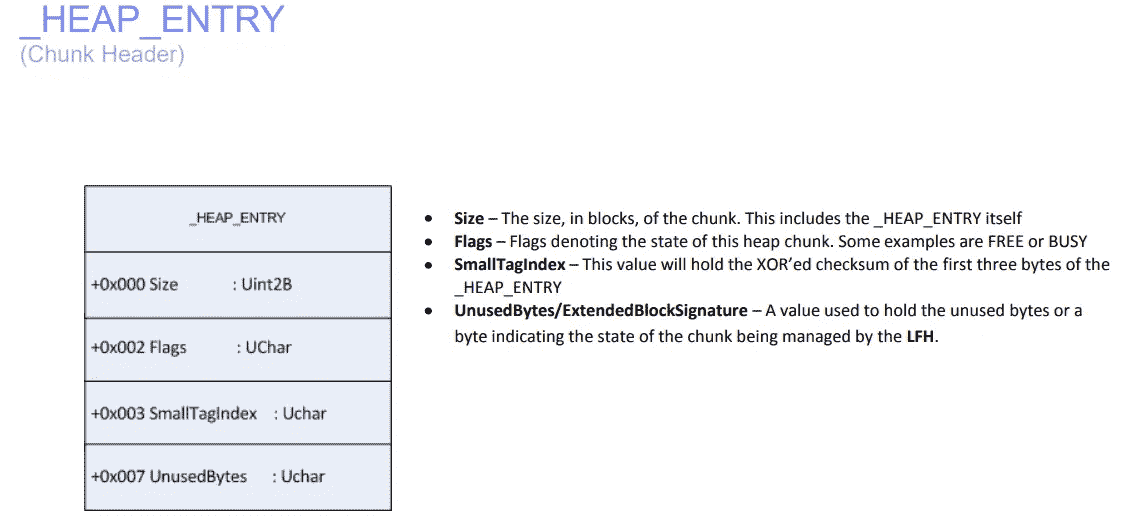 _HEAP_ENTRY
(Chunk Header)
_HEAP_ENTRY
+0x000 Size : Uint2B
+0x002 Flags : UChar
+0x003 SmallTagIndex : Uchar
+0x007 UnusedBytes : Uchar
• Size – The size, in blocks, of the chunk. This includes the _HEAP_ENTRY itself
• Flags – Flags denoting the state of this heap chunk. Some examples are FREE or BUSY
• SmallTagIndex – This value will hold the XOR’ed checksum of the first three bytes of the
_HEAP_ENTRY
• UnusedBytes/ExtendedBlockSignature – A value used to hold the unused bytes or a
byte indicating the state of the chunk being managed by the LFH.